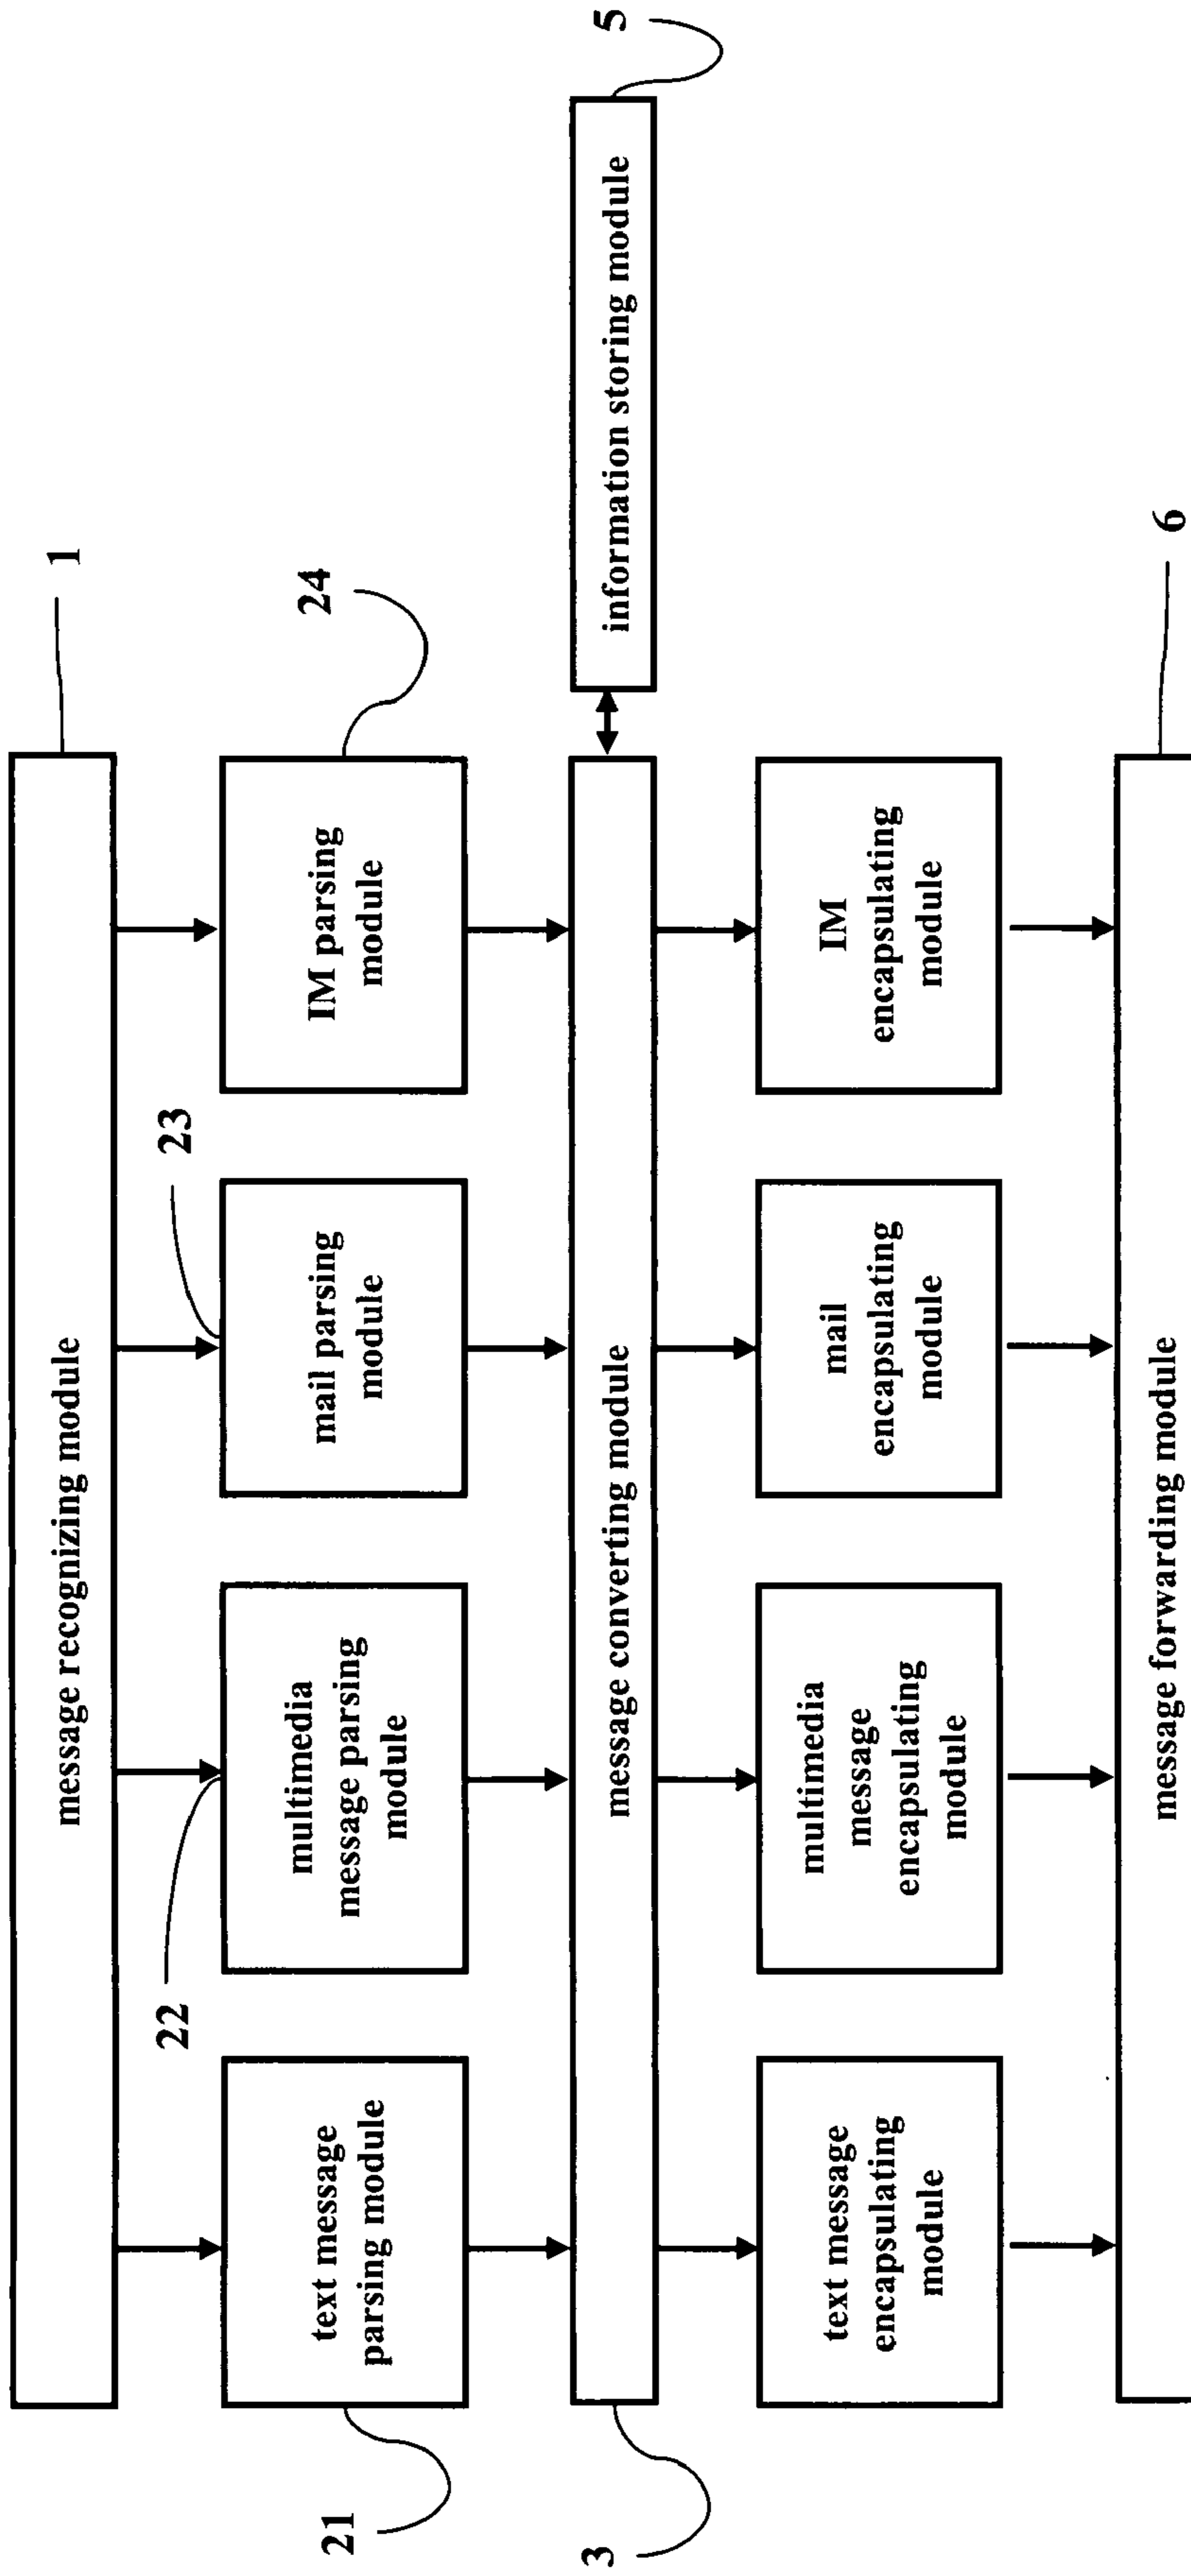 1
message recognizing module
22
23
24
21
text message
parsing module
multimedia
message parsing
module
mail parsing
module
IM parsing
module
3
message converting module
information storing module
5
text message
encapsulating
module
multimedia
message
encapsulating
module
mail
encapsulating
module
IM
encapsulating
module
message forwarding module
6